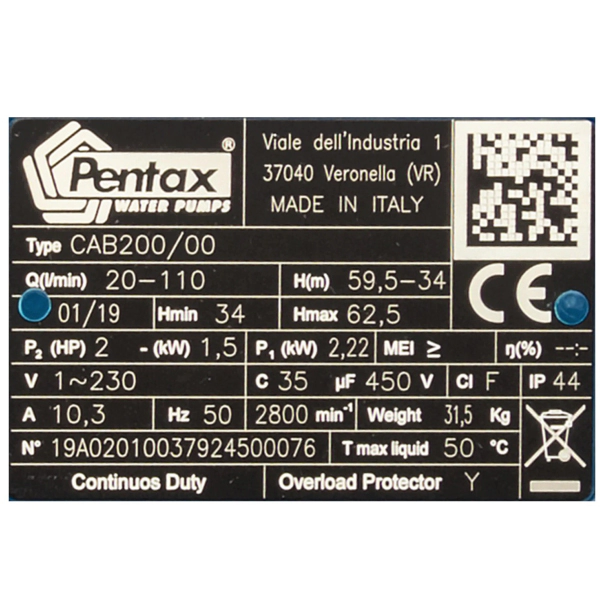 Pentax®
WATER PUMPS
Viale dell'Industria 1
37040 Veronella (VR)
MADE IN ITALY
Type CAB200/00
Q(l/min) 20-110 H(m) 59,5-34
01/19 Hmin 34 Hmax 62,5
CE
P₂ (HP) 2 - (kW) 1,5 P₁ (kW) 2,22 MEI ≥ η(%) --:-
V 1~230 C 35 µF 450 V Cl F IP 44
A 10,3 Hz 50 2800 min⁻¹ Weight 31,5 Kg
N° 19A02010037924500076 T max liquid 50 °C
Continuos Duty Overload Protector Y